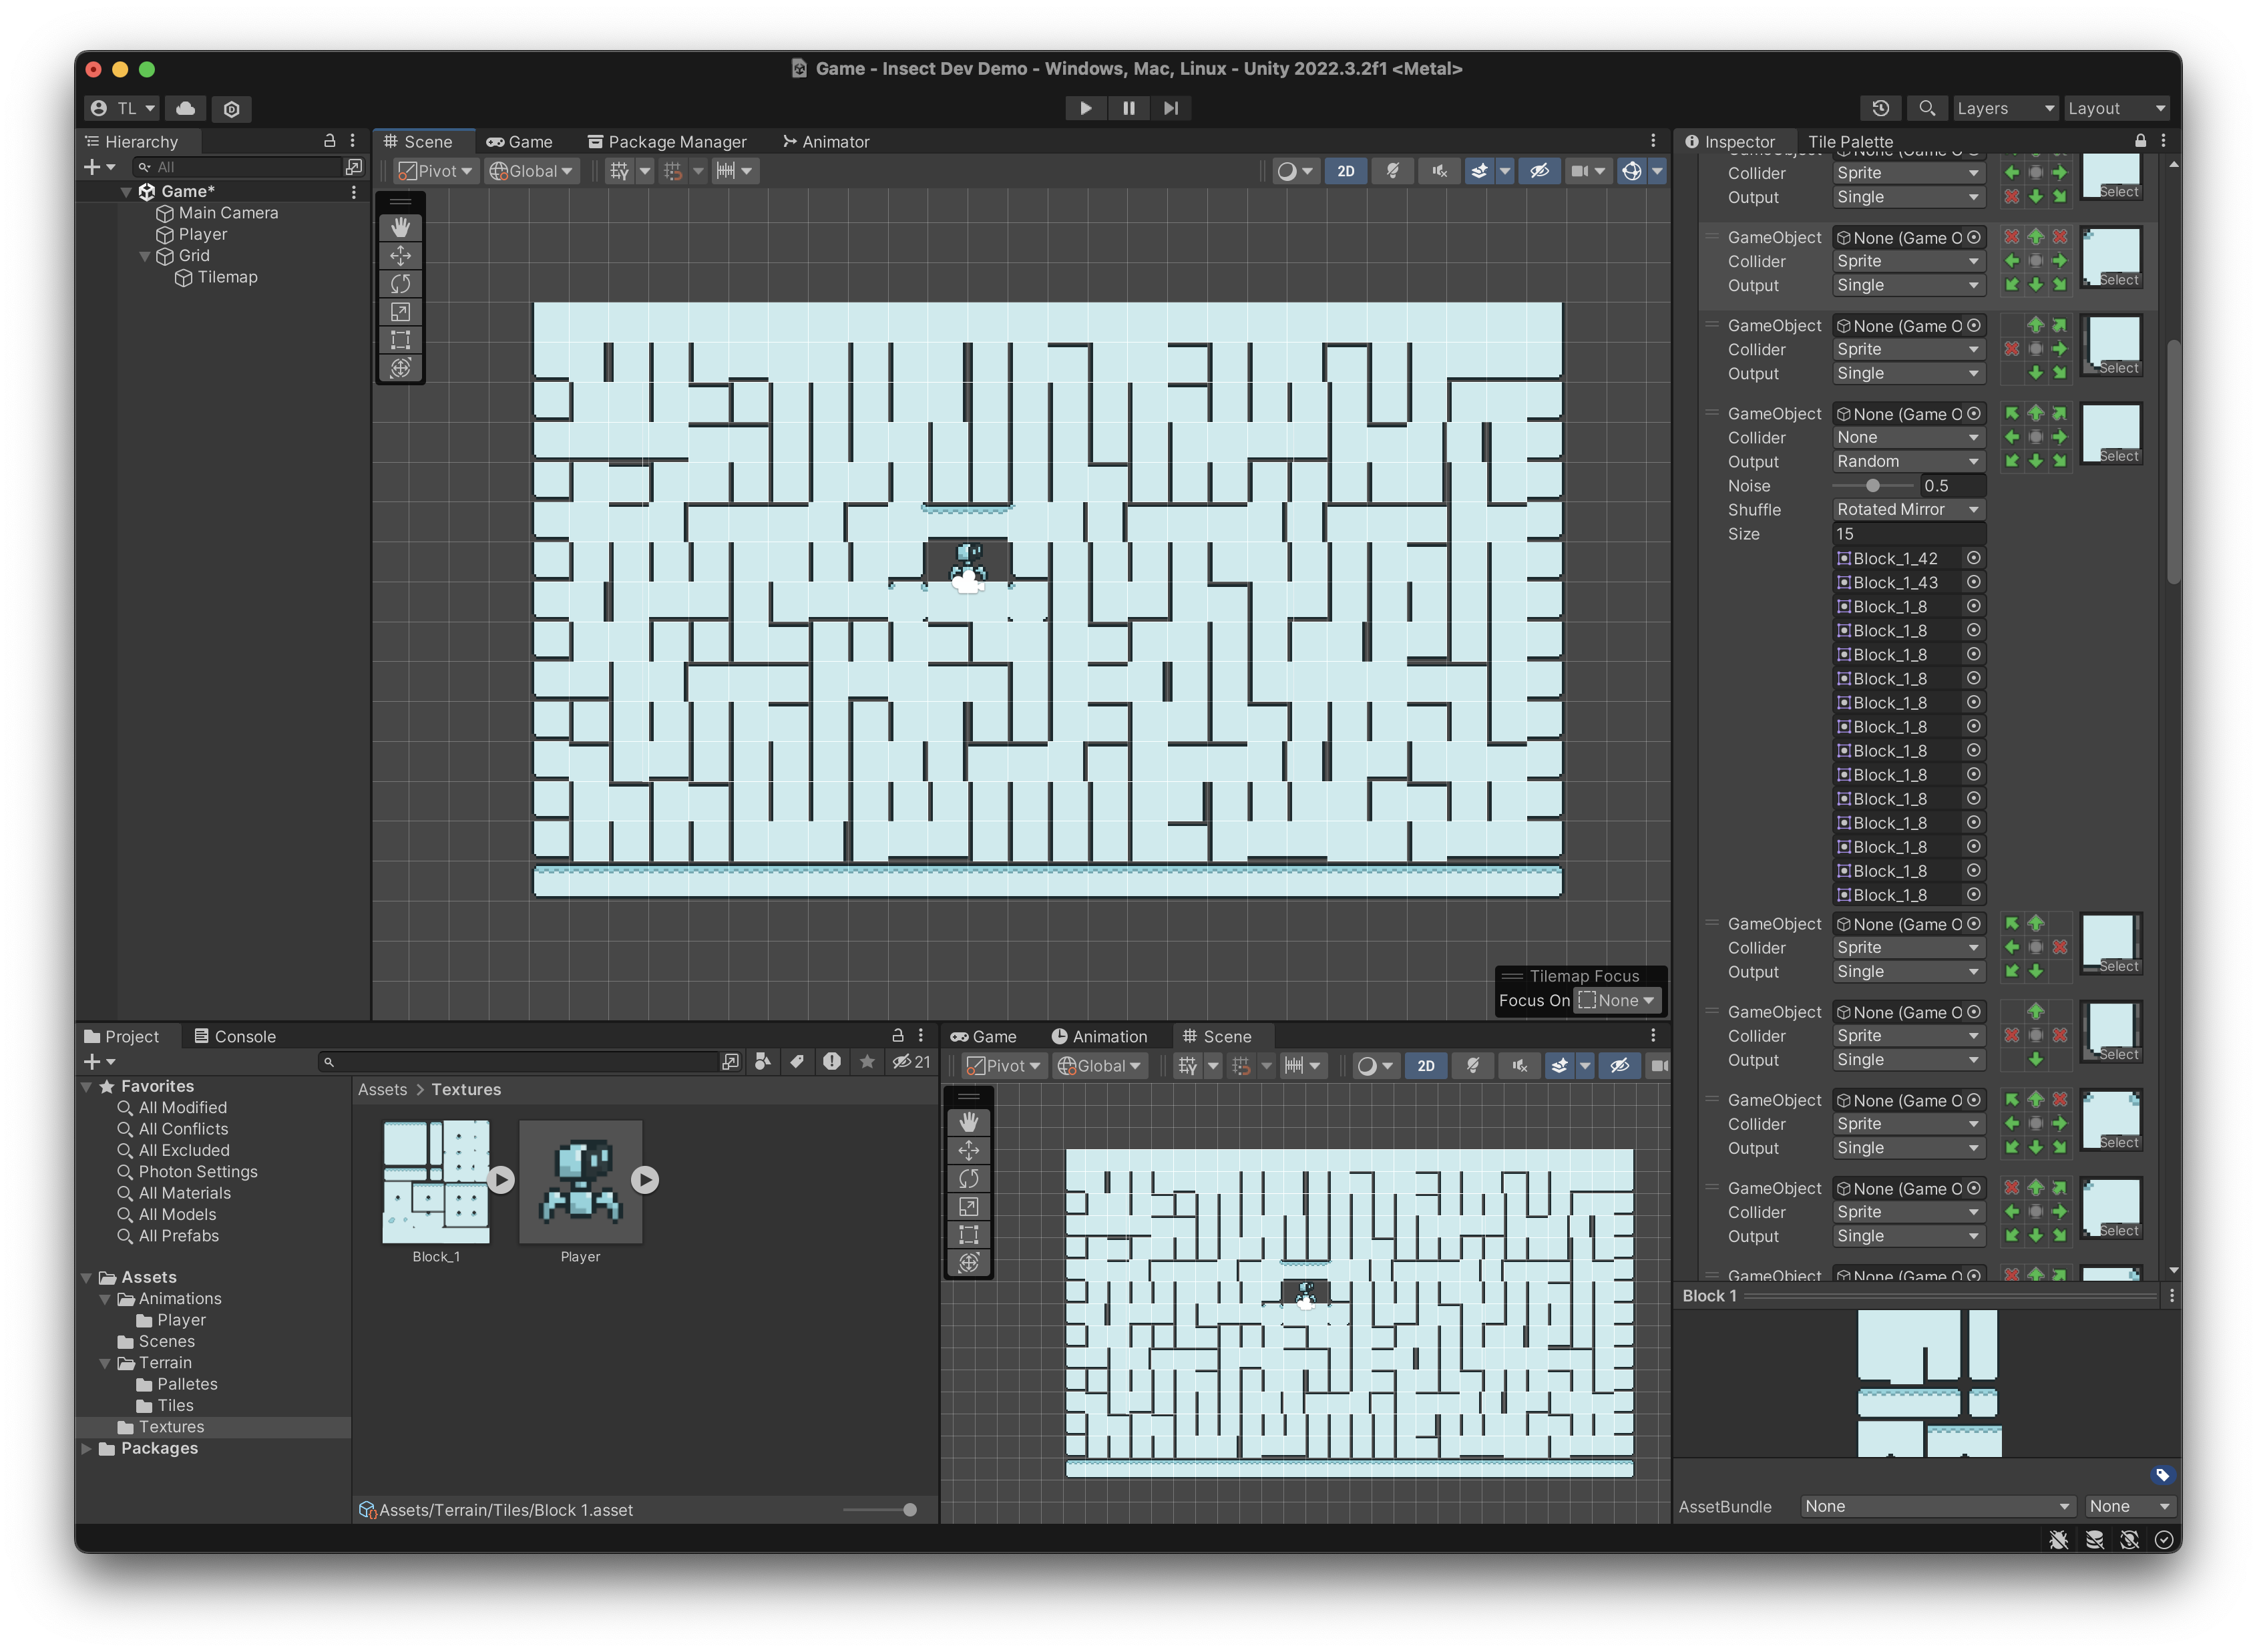 Game - Insect Dev Demo - Windows, Mac, Linux - Unity 2022.3.2f1 <Metal>
TL
Layers
Layout
Hierarchy
All
Game*
Main Camera
Player
Grid
Tilemap
Scene
Game
Package Manager
Animator
Pivot
Global
2D
Tilemap Focus
Focus On
None
Inspector
Tile Palette
GameObject None (Game O
Collider Sprite
Output Single
Select
GameObject None (Game O
Collider Sprite
Output Single
Select
GameObject None (Game O
Collider Sprite
Output Single
Select
GameObject None (Game O
Collider None
Output Random
Select
Noise 0.5
Shuffle Rotated Mirror
Size 15
Block_1_42
Block_1_43
Block_1_8
Block_1_8
Block_1_8
Block_1_8
Block_1_8
Block_1_8
Block_1_8
Block_1_8
Block_1_8
Block_1_8
Block_1_8
Block_1_8
Block_1_8
GameObject None (Game O
Collider Sprite
Output Single
Select
GameObject None (Game O
Collider Sprite
Output Single
Select
GameObject None (Game O
Collider Sprite
Output Single
Select
GameObject None (Game O
Collider Sprite
Output Single
Select
GameObject None (Game O
Block 1
AssetBundle None None
Project
Console
21
Favorites
All Modified
All Conflicts
All Excluded
Photon Settings
All Materials
All Models
All Prefabs
Assets
Animations
Player
Scenes
Terrain
Palletes
Tiles
Textures
Packages
Assets > Textures
Block_1
Player
Assets/Terrain/Tiles/Block 1.asset
Game
Animation
Scene
Pivot
Global
2D